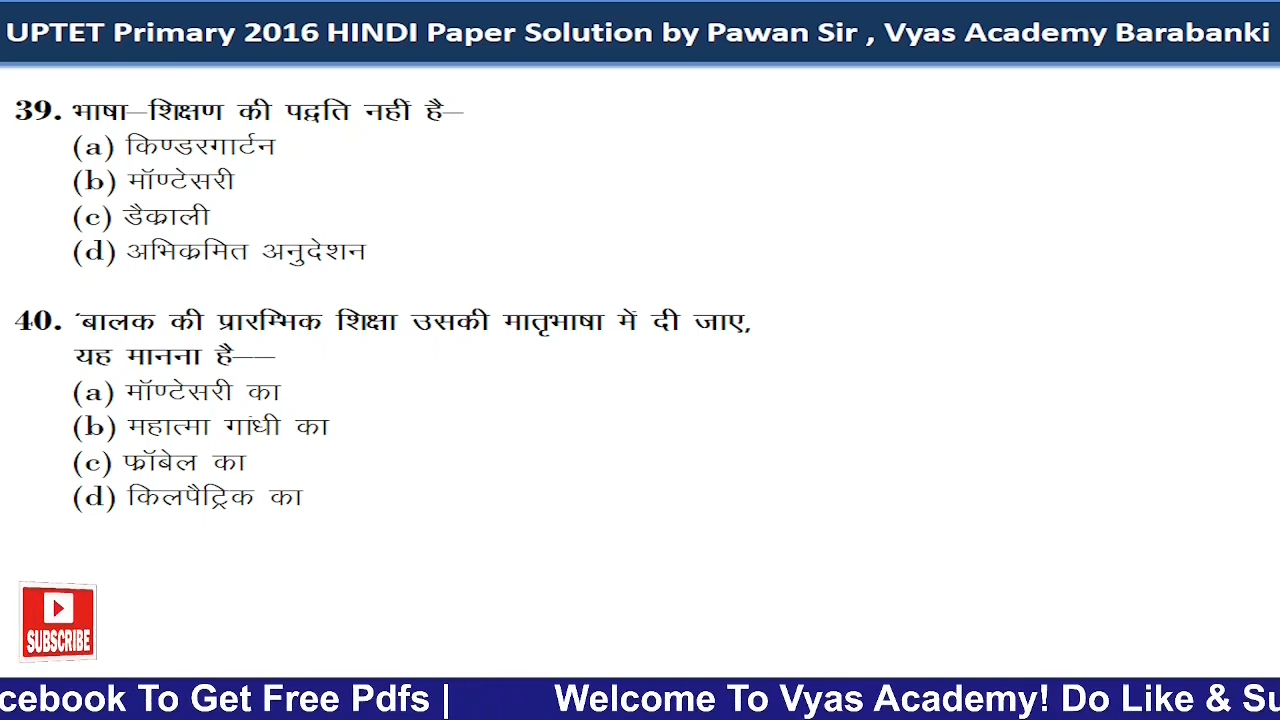 UPTET Primary 2016 HINDI Paper Solution by Pawan Sir , Vyas Academy Barabanki
39. भाषा–शिक्षण की पद्वति नहीं है–
(a) किण्डरगार्टन
(b) मॉण्टेसरी
(c) डैक्राली
(d) अभिक्रमित अनुदेशन
40. ‘बालक की प्रारम्भिक शिक्षा उसकी मातृभाषा में दी जाए,
यह मानना है––
(a) मॉण्टेसरी का
(b) महात्मा गांधी का
(c) फ्रॉबेल का
(d) किलपैट्रिक का
SUBSCRIBE
cebook To Get Free Pdfs | Welcome To Vyas Academy! Do Like & Su